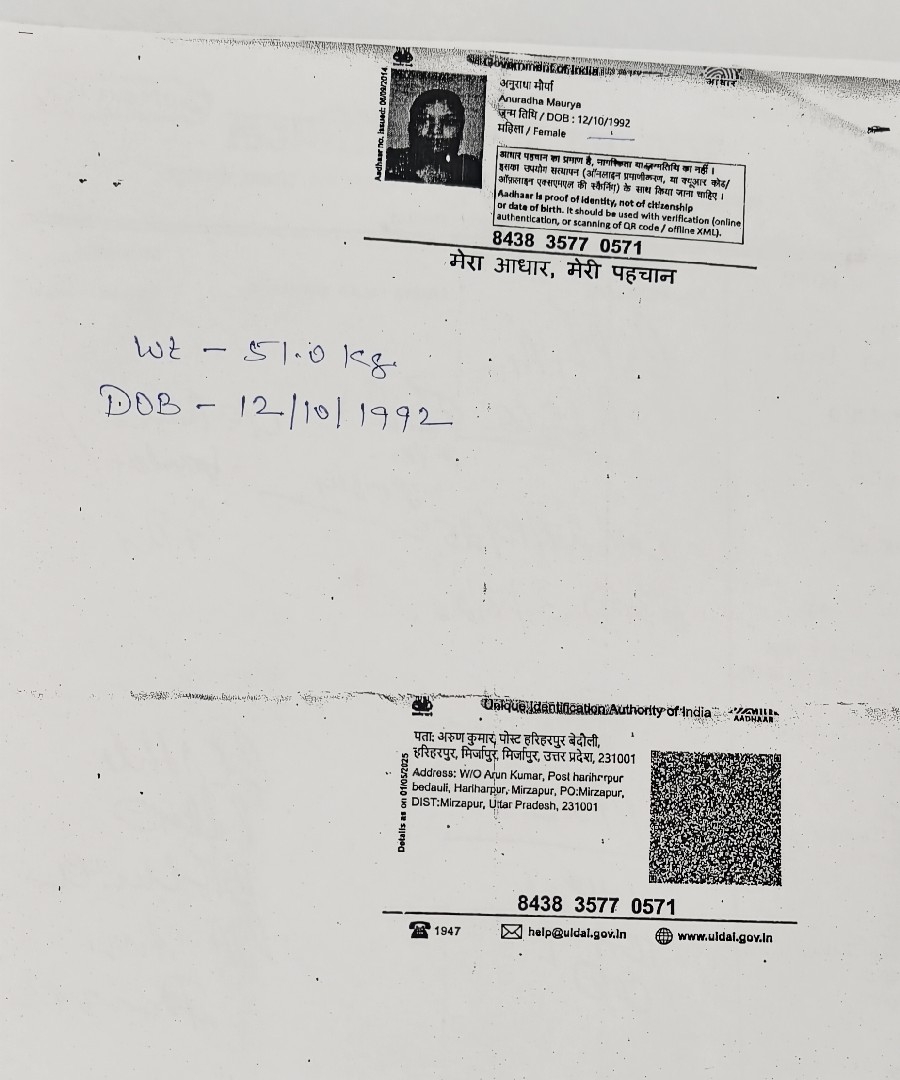 Government of India
आधार
Aadhaar no. issued: 06/09/2014
अनुराधा मौर्या
Anuradha Maurya
जन्म तिथि / DOB : 12/10/1992
महिला / Female
आधार पहचान का प्रमाण है, नागरिकता या जन्मतिथि का नहीं ।
इसका उपयोग सत्यापन (ऑनलाइन प्रमाणीकरण, या क्यूआर कोड/
ऑफ़लाइन एक्सएमएल की स्कैनिंग) के साथ किया जाना चाहिए ।
Aadhaar is proof of identity, not of citizenship
or date of birth. It should be used with verification (online
authentication, or scanning of QR code / offline XML).
8438 3577 0571
मेरा आधार, मेरी पहचान
Wt - 51.0 kg
DOB - 12/10/1992
Unique Identification Authority of India
AADHAAR
पता: अरुण कुमार, पोस्ट हरिहरपुर बेदौली,
हरिहरपुर, मिर्जापुर, मिर्जापुर, उत्तर प्रदेश, 231001
Address: W/O Arun Kumar, Post hariharpur
bedauli, Hariharpur, Mirzapur, PO:Mirzapur,
DIST:Mirzapur, Uttar Pradesh, 231001
Details as on 01/05/2025
8438 3577 0571
1947
help@uidai.gov.in
www.uidai.gov.in